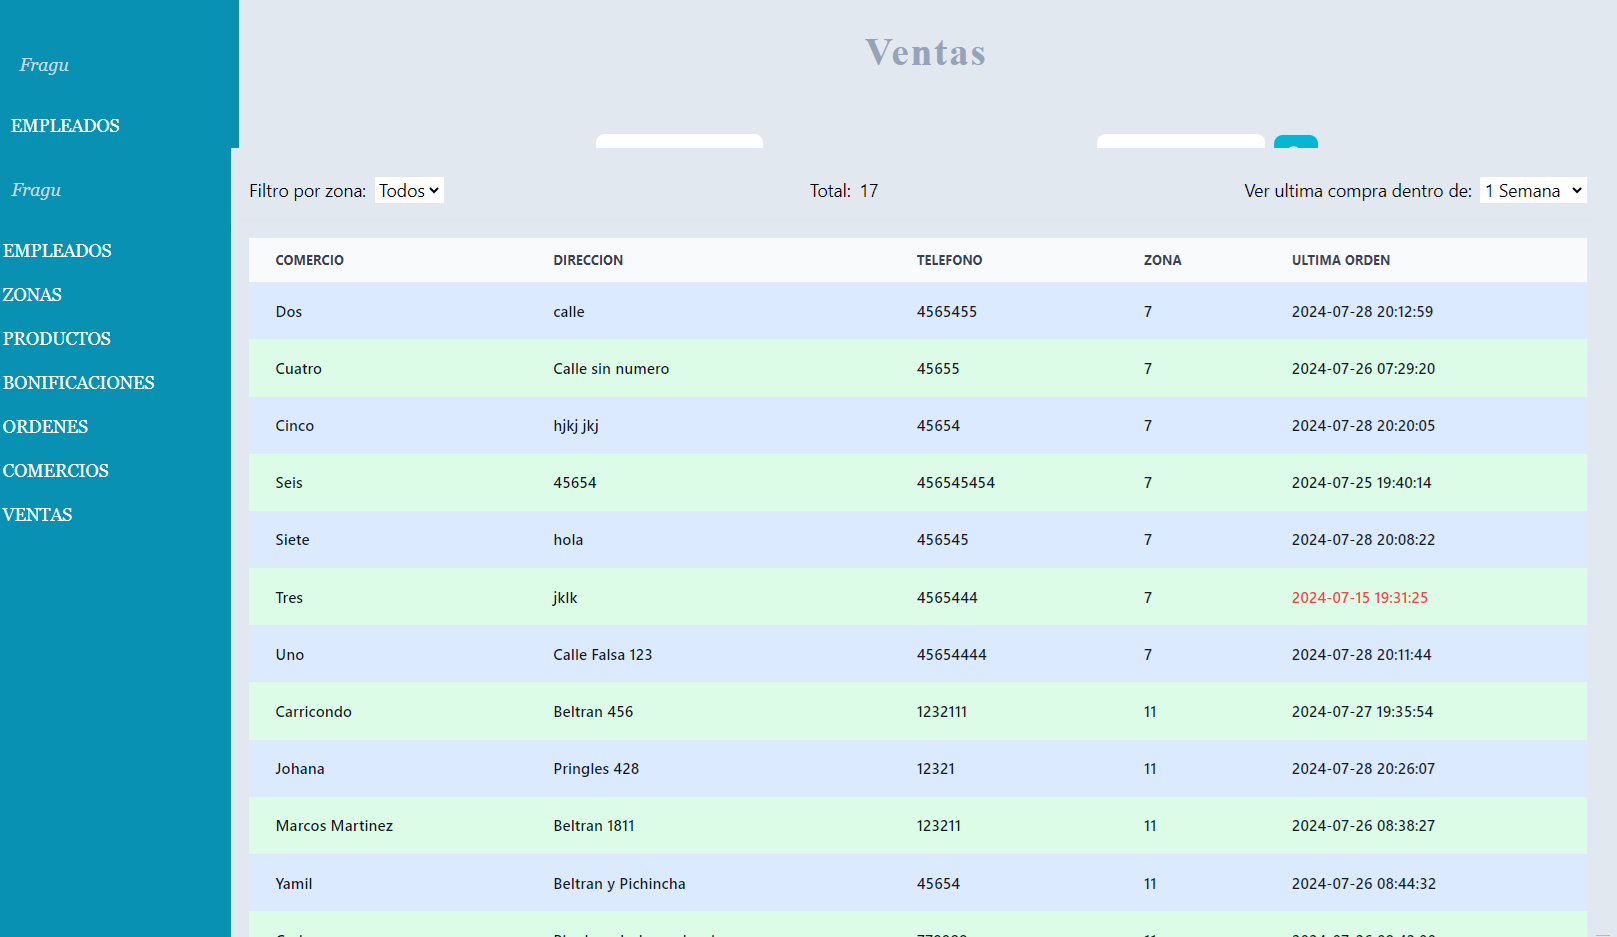 Fragu
Ventas
EMPLEADOS
Fragu
EMPLEADOS
ZONAS
PRODUCTOS
BONIFICACIONES
ORDENES
COMERCIOS
VENTAS
Filtro por zona: Todos Total: 17 Ver ultima compra dentro de: 1 Semana
COMERCIO DIRECCION TELEFONO ZONA ULTIMA ORDEN
Dos calle 4565455 7 2024-07-28 20:12:59
Cuatro Calle sin numero 45655 7 2024-07-26 07:29:20
Cinco hjkj jkj 45654 7 2024-07-28 20:20:05
Seis 45654 456545454 7 2024-07-25 19:40:14
Siete hola 456545 7 2024-07-28 20:08:22
Tres jklk 4565444 7 2024-07-15 19:31:25
Uno Calle Falsa 123 45654444 7 2024-07-28 20:11:44
Carricondo Beltran 456 1232111 11 2024-07-27 19:35:54
Johana Pringles 428 12321 11 2024-07-28 20:26:07
Marcos Martinez Beltran 1811 123211 11 2024-07-26 08:38:27
Yamil Beltran y Pichincha 45654 11 2024-07-26 08:44:32